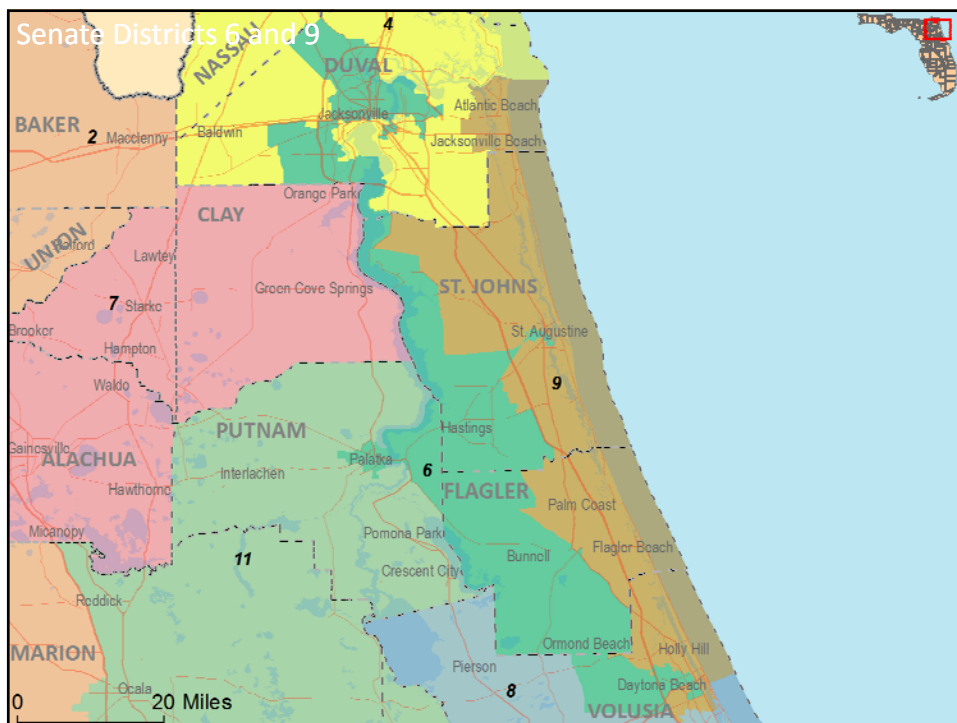 Senate Districts 6 and 9
4
NASSAU
DUVAL
Atlantic Beach
Jacksonville
BAKER
2
Macclenny
Baldwin
Jacksonville Beach
Orange Park
CLAY
UNION
Raiford
Lawtey
ST. JOHNS
Green Cove Springs
7
Starke
Brooker
St. Augustine
Hampton
9
Waldo
PUTNAM
Hastings
Gainesville
ALACHUA
Palatka
6
Interlachen
FLAGLER
Hawthorne
Palm Coast
Micanopy
Pomona Park
Flagler Beach
11
Bunnell
Crescent City
Reddick
Ormond Beach
MARION
Holly Hill
Pierson
Ocala
8
Daytona Beach
0
20 Miles
VOLUSIA